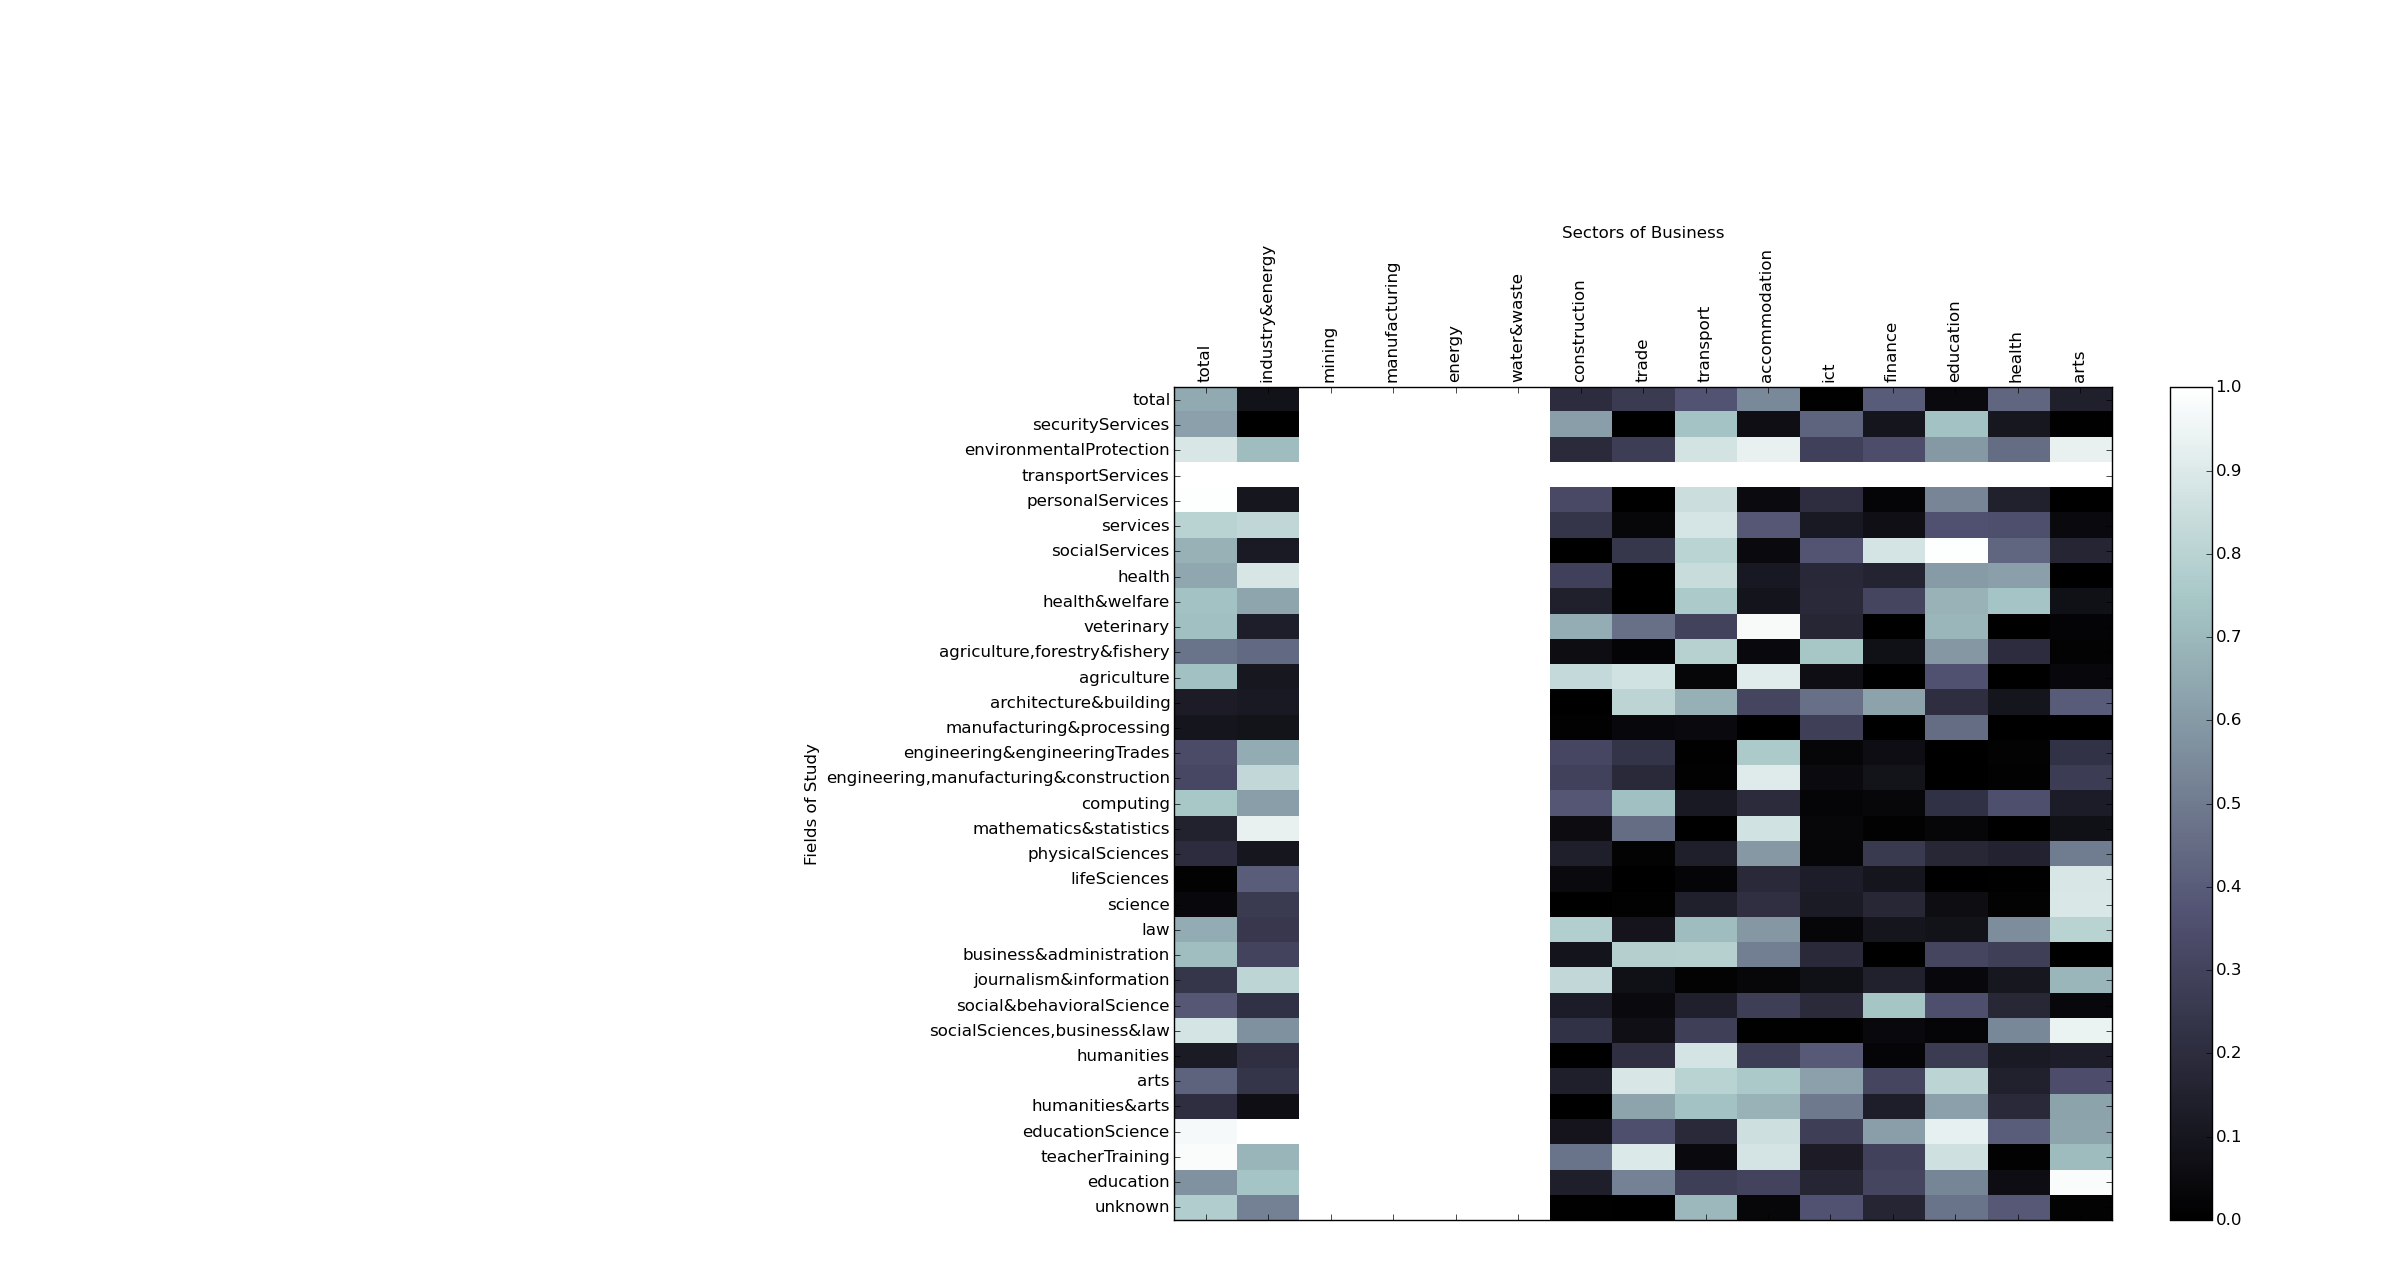 Sectors of Business
total
industry&energy
mining
manufacturing
energy
water&waste
construction
trade
transport
accommodation
ict
finance
education
health
arts
Fields of Study
total
securityServices
environmentalProtection
transportServices
personalServices
services
socialServices
health
health&welfare
veterinary
agriculture,forestry&fishery
agriculture
architecture&building
manufacturing&processing
engineering&engineeringTrades
engineering,manufacturing&construction
computing
mathematics&statistics
physicalSciences
lifeSciences
science
law
business&administration
journalism&information
social&behavioralScience
socialSciences,business&law
humanities
arts
humanities&arts
educationScience
teacherTraining
education
unknown
1.0
0.9
0.8
0.7
0.6
0.5
0.4
0.3
0.2
0.1
0.0